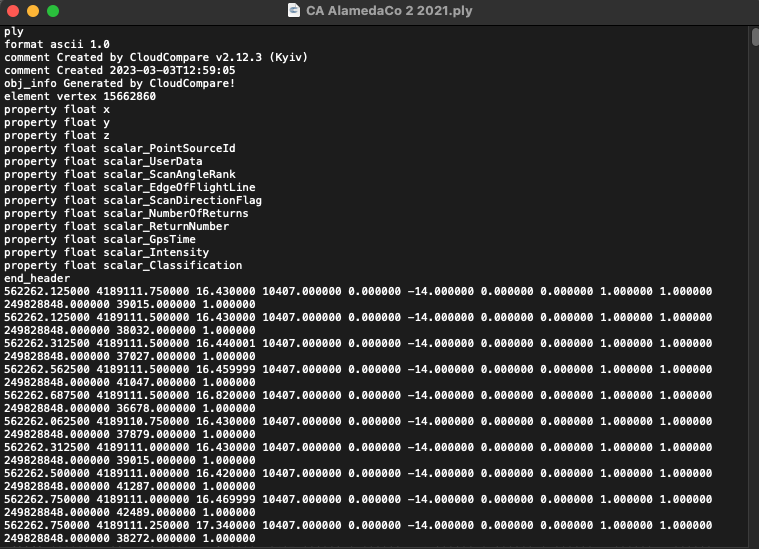 CA AlamedaCo 2 2021.ply
ply
format ascii 1.0
comment Created by CloudCompare v2.12.3 (Kyiv)
comment Created 2023-03-03T12:59:05
obj_info Generated by CloudCompare!
element vertex 15662860
property float x
property float y
property float z
property float scalar_PointSourceId
property float scalar_UserData
property float scalar_ScanAngleRank
property float scalar_EdgeOfFlightLine
property float scalar_ScanDirectionFlag
property float scalar_NumberOfReturns
property float scalar_ReturnNumber
property float scalar_GpsTime
property float scalar_Intensity
property float scalar_Classification
end_header
562262.125000 4189111.750000 16.430000 10407.000000 0.000000 -14.000000 0.000000 0.000000 1.000000 1.000000
249828848.000000 39015.000000 1.000000
562262.125000 4189111.500000 16.430000 10407.000000 0.000000 -14.000000 0.000000 0.000000 1.000000 1.000000
249828848.000000 38032.000000 1.000000
562262.312500 4189111.500000 16.440001 10407.000000 0.000000 -14.000000 0.000000 0.000000 1.000000 1.000000
249828848.000000 37027.000000 1.000000
562262.562500 4189111.500000 16.459999 10407.000000 0.000000 -14.000000 0.000000 0.000000 1.000000 1.000000
249828848.000000 41047.000000 1.000000
562262.687500 4189111.500000 16.820000 10407.000000 0.000000 -14.000000 0.000000 0.000000 1.000000 1.000000
249828848.000000 36678.000000 1.000000
562262.062500 4189110.750000 16.430000 10407.000000 0.000000 -14.000000 0.000000 0.000000 1.000000 1.000000
249828848.000000 37879.000000 1.000000
562262.312500 4189111.000000 16.430000 10407.000000 0.000000 -14.000000 0.000000 0.000000 1.000000 1.000000
249828848.000000 39015.000000 1.000000
562262.500000 4189111.000000 16.420000 10407.000000 0.000000 -14.000000 0.000000 0.000000 1.000000 1.000000
249828848.000000 41287.000000 1.000000
562262.750000 4189111.000000 16.469999 10407.000000 0.000000 -14.000000 0.000000 0.000000 1.000000 1.000000
249828848.000000 42489.000000 1.000000
562262.750000 4189111.250000 17.340000 10407.000000 0.000000 -14.000000 0.000000 0.000000 1.000000 1.000000
249828848.000000 38272.000000 1.000000